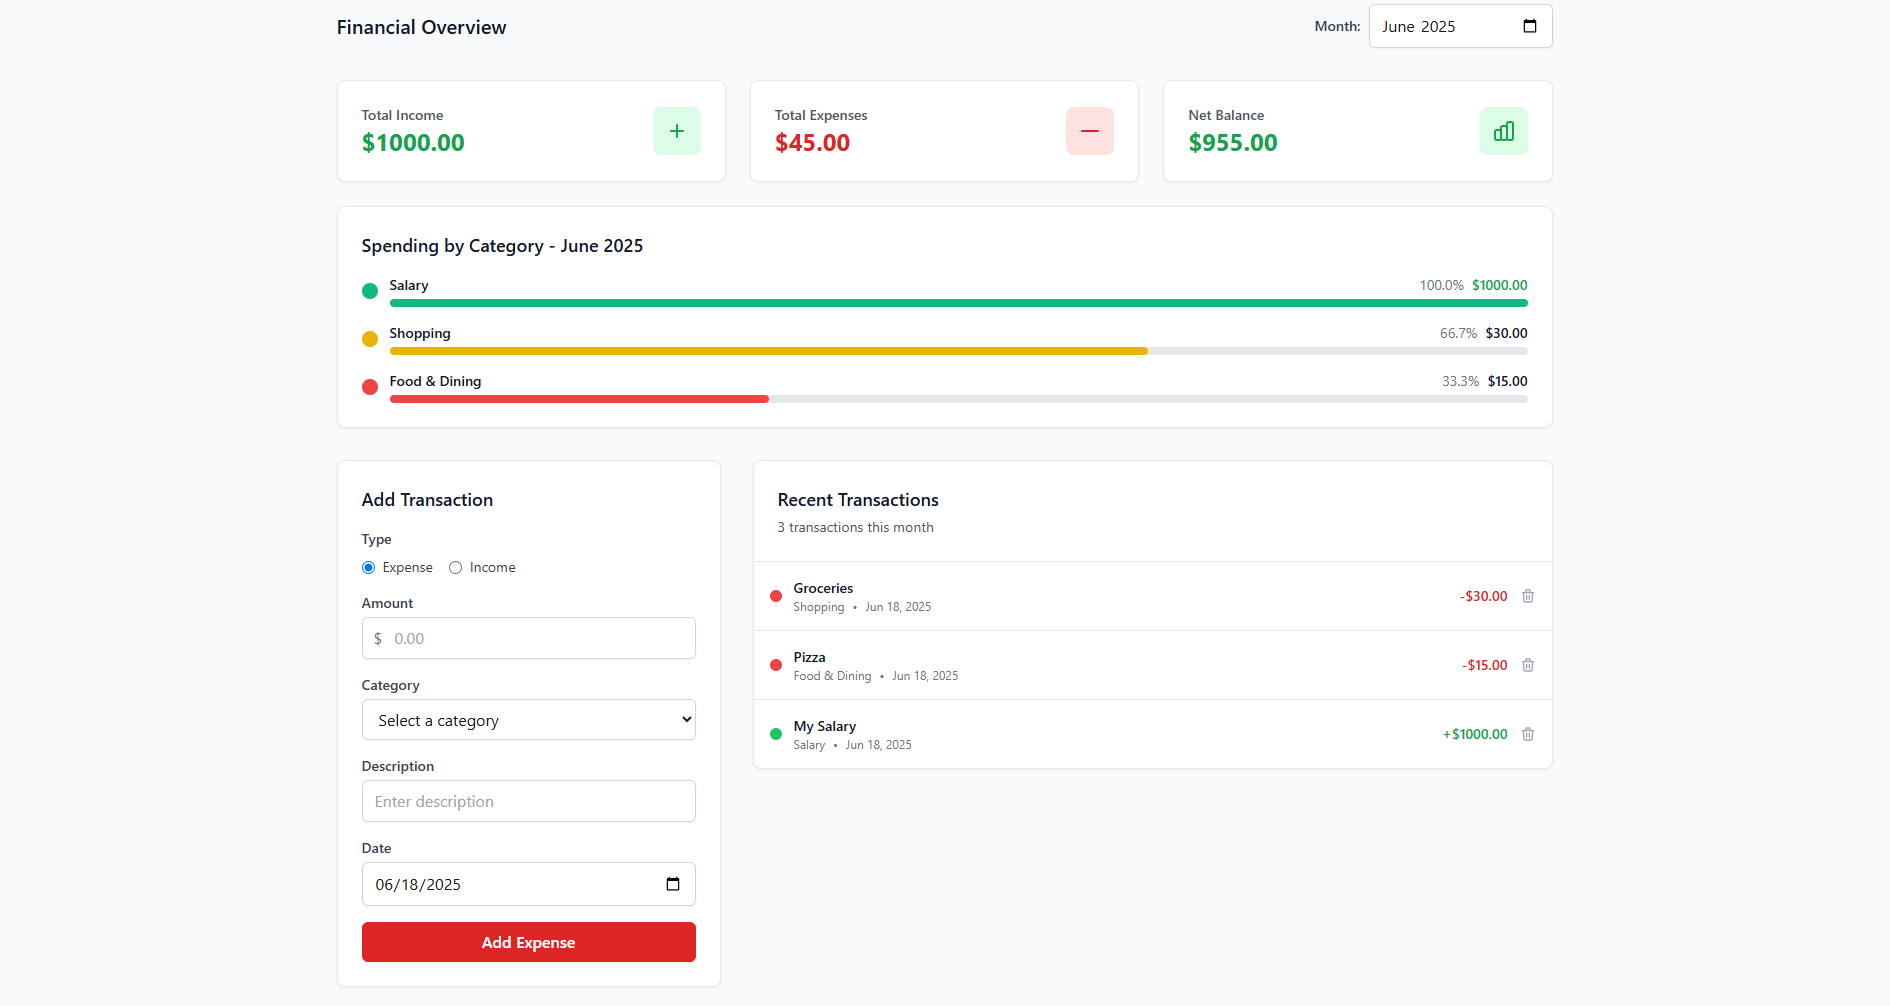 Financial Overview
Month: June 2025
Total Income
$1000.00
Total Expenses
$45.00
Net Balance
$955.00
Spending by Category - June 2025
Salary 100.0% $1000.00
Shopping 66.7% $30.00
Food & Dining 33.3% $15.00
Add Transaction
Type
Expense Income
Amount
$ 0.00
Category
Select a category
Description
Enter description
Date
06/18/2025
Add Expense
Recent Transactions
3 transactions this month
Groceries
Shopping • Jun 18, 2025
-$30.00
Pizza
Food & Dining • Jun 18, 2025
-$15.00
My Salary
Salary • Jun 18, 2025
+$1000.00